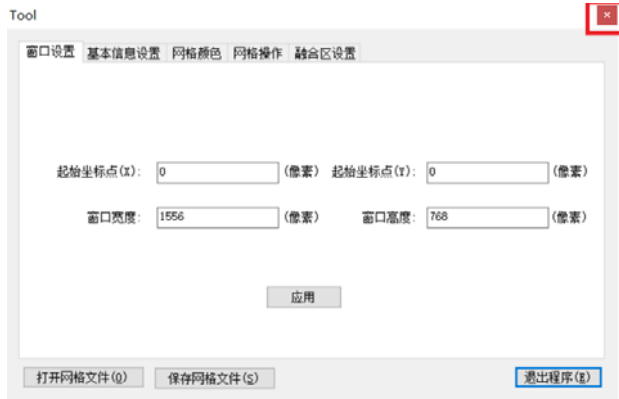 Tool
窗口设置 基本信息设置 网格颜色 网格操作 融合区设置
起始坐标点(X): 0 (像素) 起始坐标点(Y): 0 (像素)
窗口宽度: 1556 (像素) 窗口高度: 768 (像素)
应用
打开网格文件(O) 保存网格文件(S) 退出程序(E)